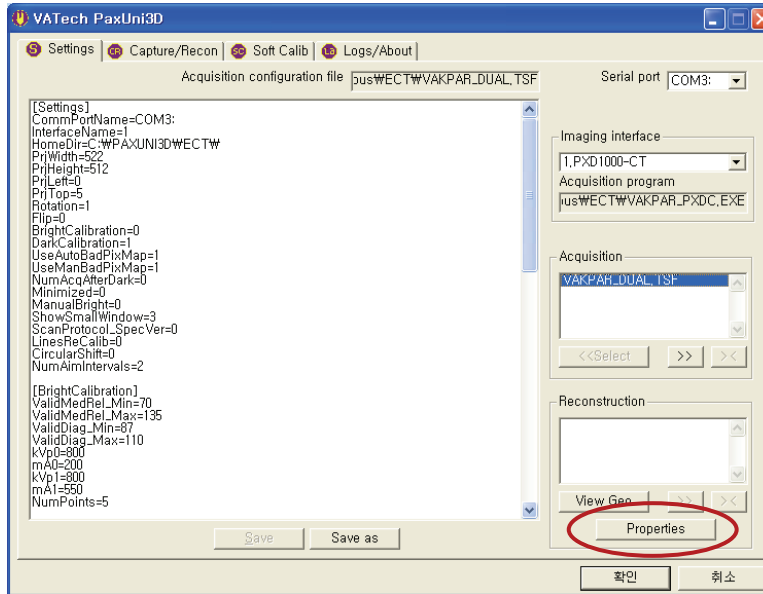 VATech PaxUni3D
Settings
Capture/Recon
Soft Calib
Logs/About
Acquisition configuration file
ous₩ECT₩VAKPAR_DUAL,TSF
Serial port
COM3:
[Settings]
CommPortName=COM3:
InterfaceName=1
HomeDir=C:₩PAXUNI3D₩ECT₩
PrjWidth=522
PrjHeight=512
PrjLeft=0
PrjTop=5
Rotation=1
Flip=0
BrightCalibration=0
DarkCalibration=1
UseAutoBadPixMap=1
UseManBadPixMap=1
NumAcqAfterDark=0
Minimized=0
ManualBright=0
ShowSmallWindow=3
ScanProtocol_SpecVer=0
LinesReCalib=0
CircularShift=0
NumAimIntervals=2
[BrightCalibration]
ValidMedRel_Min=70
ValidMedRel_Max=135
ValidDiag_Min=87
ValidDiag_Max=110
kVp0=800
mA0=200
kVp1=800
mA1=550
NumPoints=5
Save
Save as
Imaging interface
1,PXD1000-CT
Acquisition program
us₩ECT₩VAKPAR_PXDC,EXE
Acquisition
VAKPAR_DUAL,TSF
<<Select
>>
><
Reconstruction
View Geo
>>
><
Properties
확인
취소